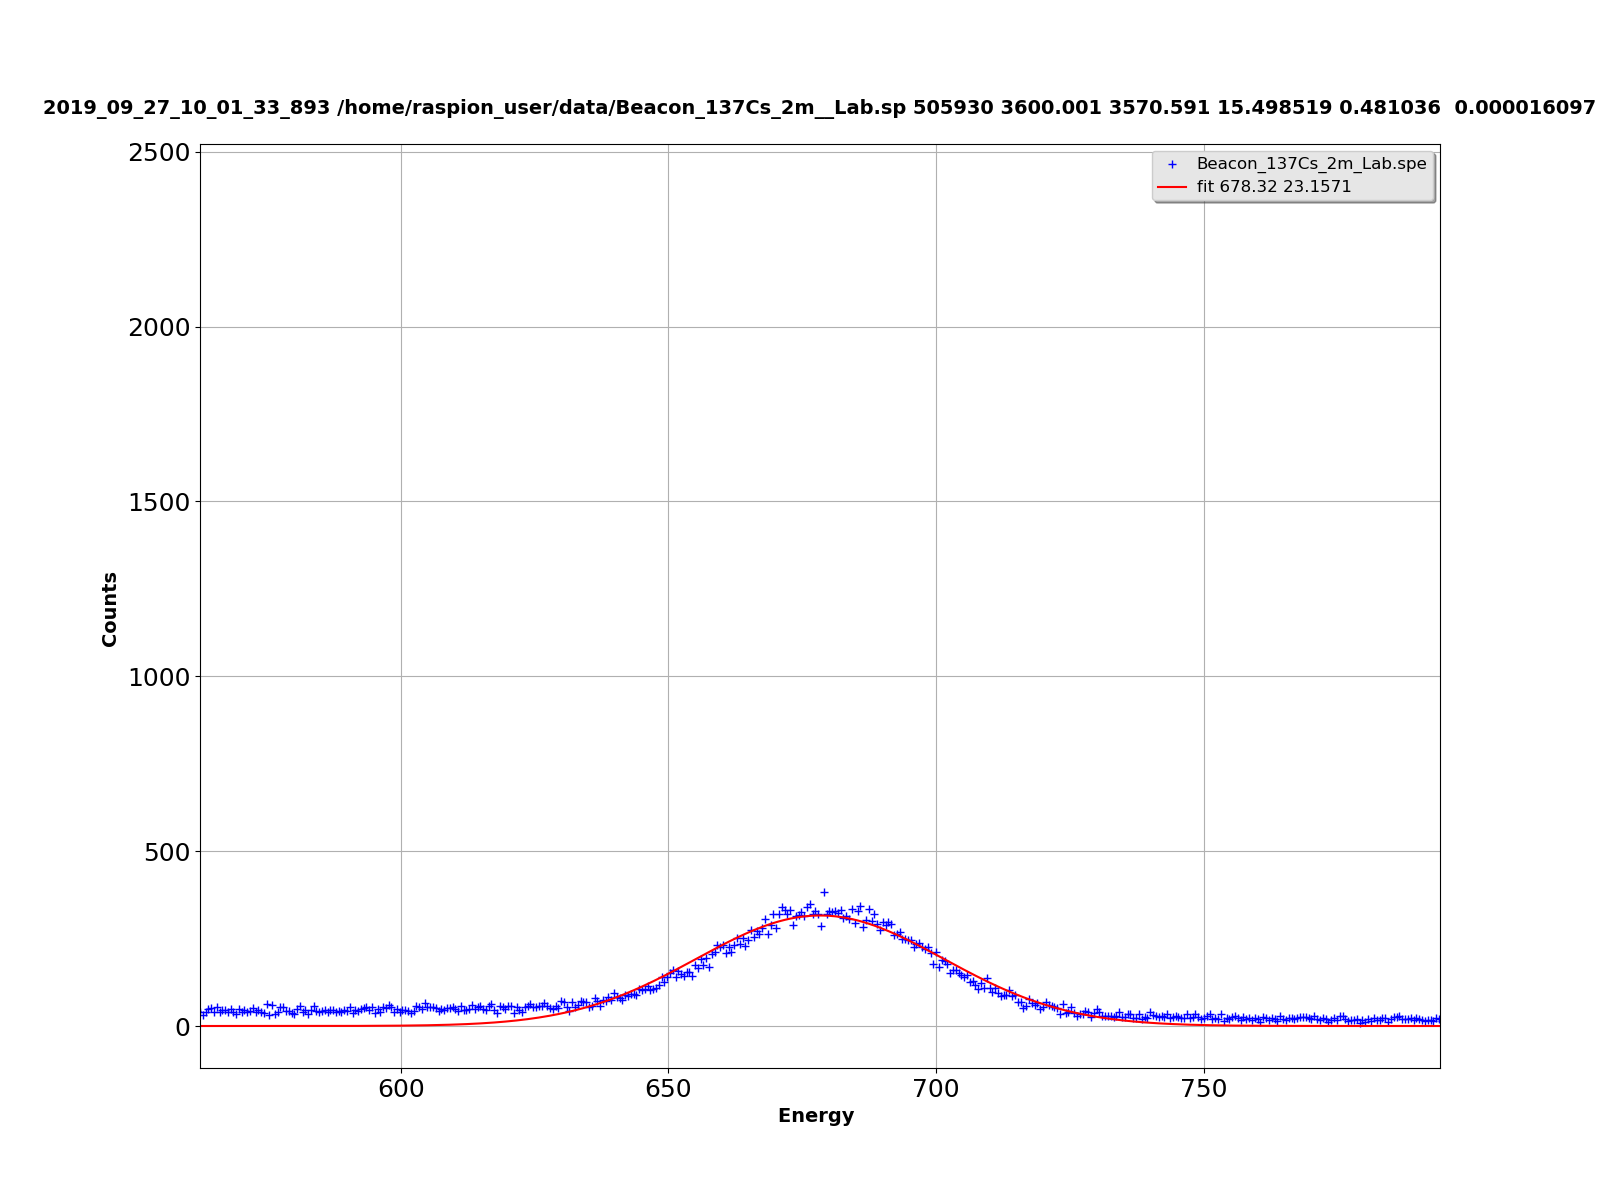 2019_09_27_10_01_33_893 /home/raspion_user/data/Beacon_137Cs_2m__Lab.sp 505930 3600.001 3570.591 15.498519 0.481036  0.000016097
Beacon_137Cs_2m_Lab.spe
fit 678.32 23.1571
2500
2000
1500
1000
500
0
Counts
600 650 700 750
Energy